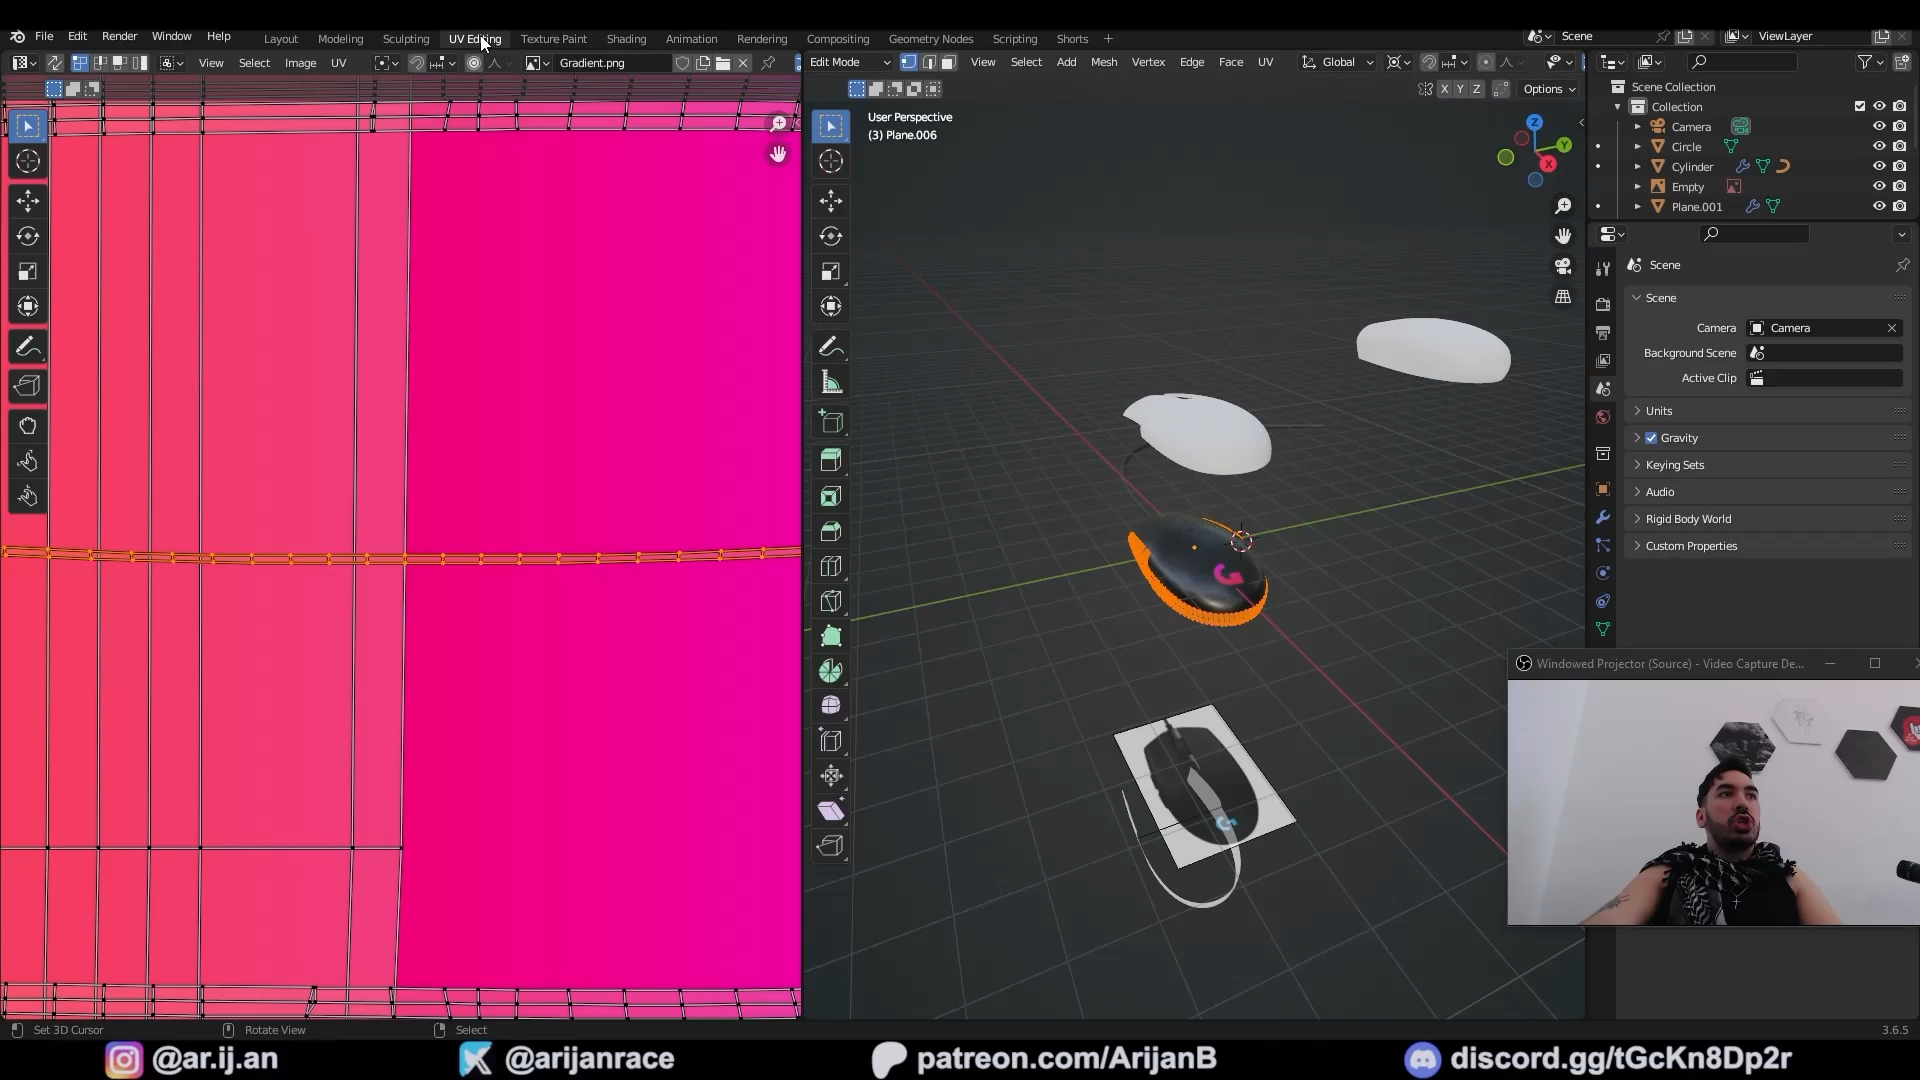 File Edit Render Window Help
Layout Modeling Sculpting UV Editing Texture Paint Shading Animation Rendering Compositing Geometry Nodes Scripting Shorts +
Scene
ViewLayer
View Select Image UV
Gradient.png
Edit Mode
View Select Add Mesh Vertex Edge Face UV
Global
X Y Z
Options
User Perspective
(3) Plane.006
Z
Y
X
Scene Collection
Collection
Camera
Circle
Cylinder
Empty
Plane.001
Scene
Scene
Camera
Camera
Background Scene
Active Clip
Units
Gravity
Keying Sets
Audio
Rigid Body World
Custom Properties
Windowed Projector (Source) - Video Capture De...
Set 3D Cursor
Rotate View
Select
3.6.5
@ar.ij.an
@arijanrace
patreon.com/ArijanB
discord.gg/tGcKn8Dp2r